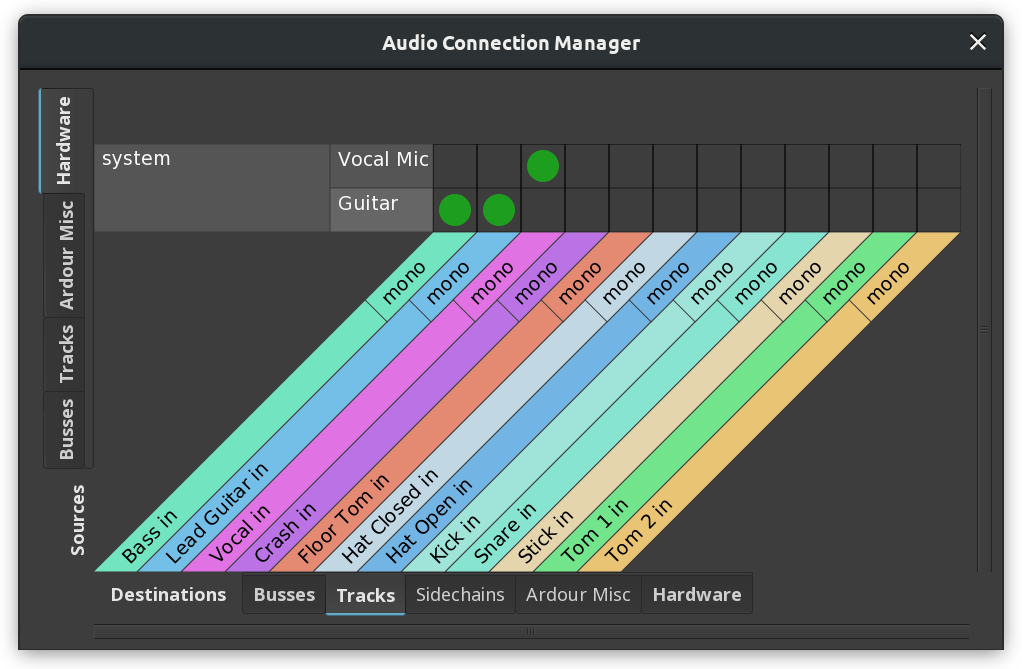 Audio Connection Manager
Hardware
Ardour Misc
Tracks
Busses
Sources
system
Vocal Mic
Guitar
mono
mono
mono
mono
mono
mono
mono
mono
mono
mono
mono
mono
Bass in
Lead Guitar in
Vocal in
Crash in
Floor Tom in
Hat Closed in
Hat Open in
Kick in
Snare in
Stick in
Tom 1 in
Tom 2 in
Destinations Busses Tracks Sidechains Ardour Misc Hardware